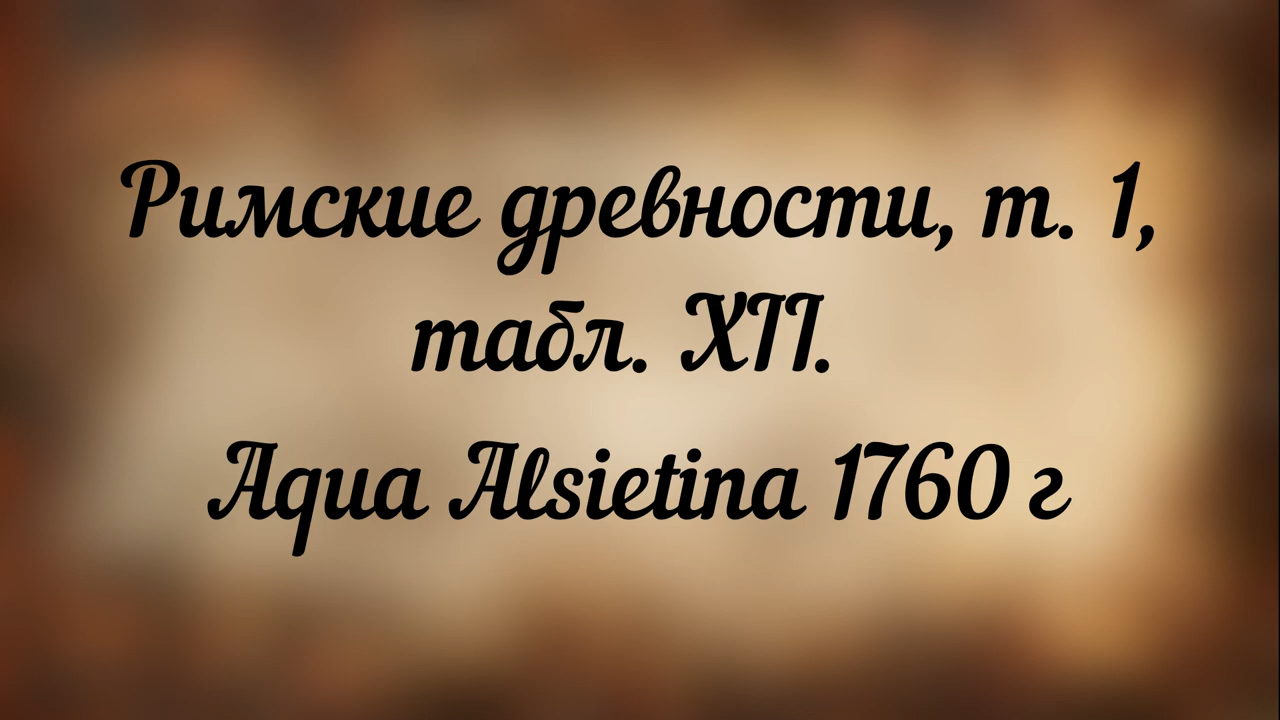 Римские древности, т. 1,
табл. XII.
Aqua Alsietina 1760 г